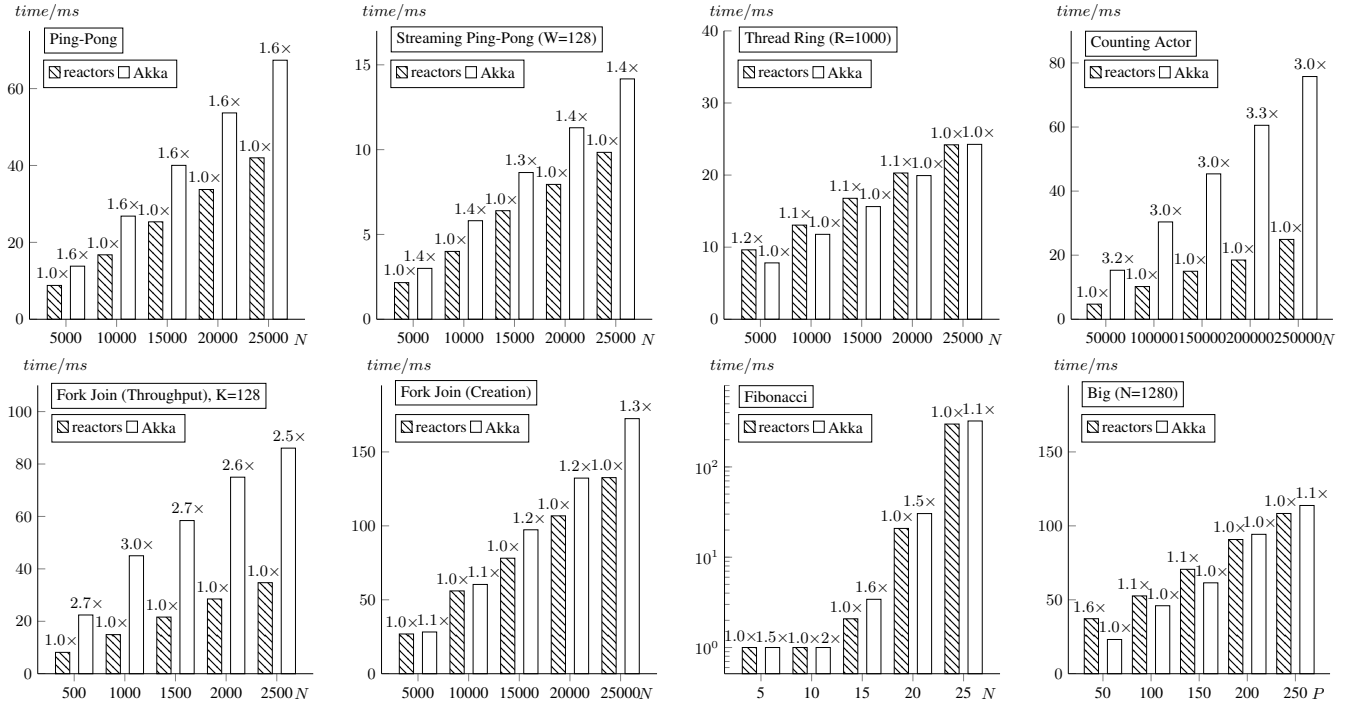 time/ms
Ping-Pong
reactors Akka
60
40
20
0
1.0× 1.6× 1.0× 1.6× 1.0× 1.6× 1.0× 1.6× 1.0× 1.6×
5000 10000 15000 20000 25000 N
time/ms
Streaming Ping-Pong (W=128)
reactors Akka
15
10
5
0
1.0× 1.4× 1.0× 1.4× 1.0× 1.3× 1.0× 1.4× 1.0× 1.4×
5000 10000 15000 20000 25000 N
time/ms
Thread Ring (R=1000)
reactors Akka
40
30
20
10
0
1.2× 1.0× 1.1× 1.0× 1.1× 1.0× 1.1× 1.0× 1.0× 1.0×
5000 10000 15000 20000 25000 N
time/ms
Counting Actor
reactors Akka
80
60
40
20
0
1.0× 3.2× 1.0× 3.0× 1.0× 3.0× 1.0× 3.3× 1.0× 3.0×
50000 100000 150000 200000 250000 N
time/ms
Fork Join (Throughput), K=128
reactors Akka
100
80
60
40
20
0
1.0× 2.7× 1.0× 3.0× 1.0× 2.7× 1.0× 2.6× 1.0× 2.5×
500 1000 1500 2000 2500 N
time/ms
Fork Join (Creation)
reactors Akka
150
100
50
0
1.0× 1.1× 1.0× 1.1× 1.0× 1.2× 1.0× 1.2× 1.0× 1.3×
5000 10000 15000 20000 25000 N
time/ms
Fibonacci
reactors Akka
10²
10¹
10⁰
1.0× 1.5× 1.0× 2× 1.0× 1.6× 1.0× 1.5× 1.0× 1.1×
5 10 15 20 25 N
time/ms
Big (N=1280)
reactors Akka
150
100
50
0
1.6× 1.0× 1.1× 1.0× 1.1× 1.0× 1.0× 1.0× 1.0× 1.1×
50 100 150 200 250 P